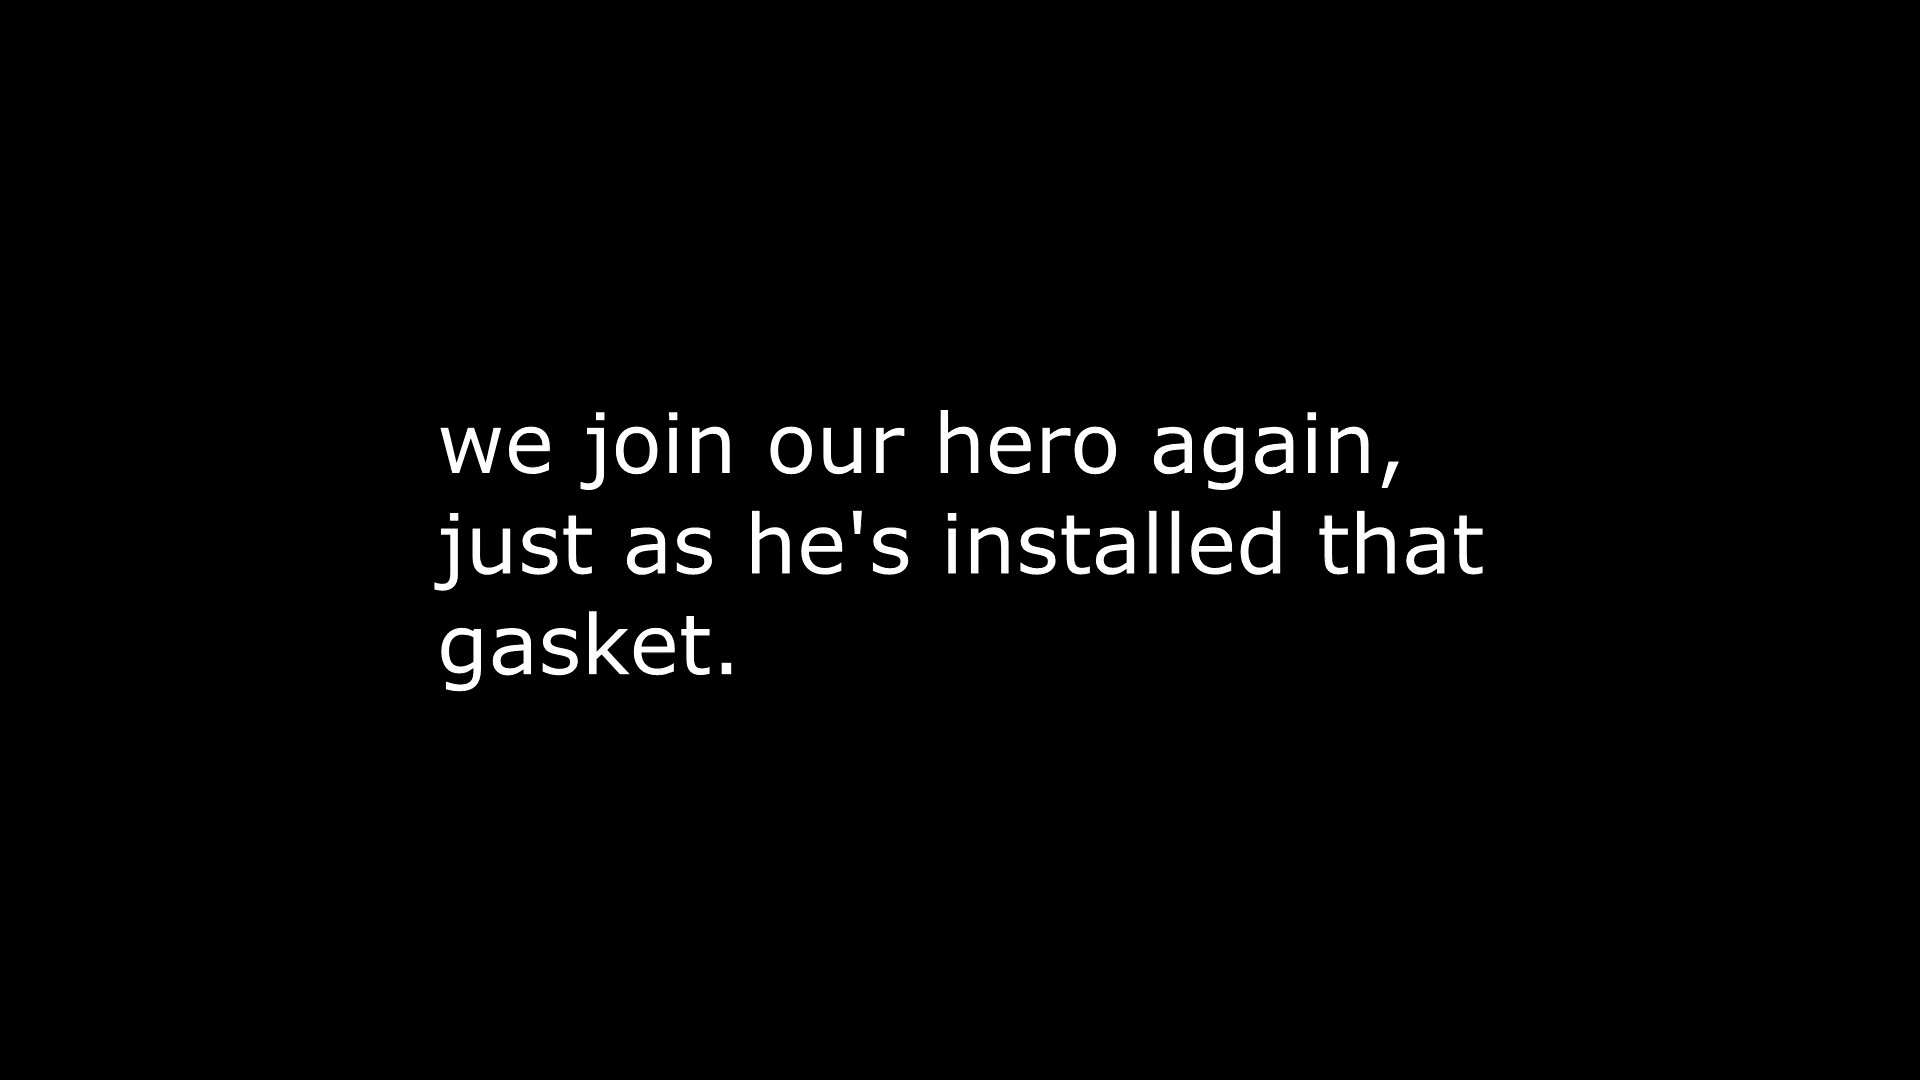 we join our hero again,
just as he's installed that
gasket.